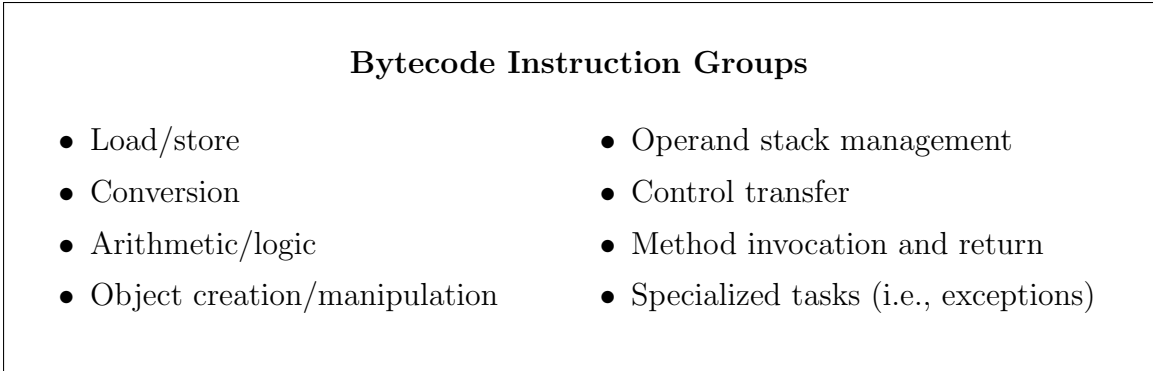 Bytecode Instruction Groups
• Load/store
• Conversion
• Arithmetic/logic
• Object creation/manipulation
• Operand stack management
• Control transfer
• Method invocation and return
• Specialized tasks (i.e., exceptions)